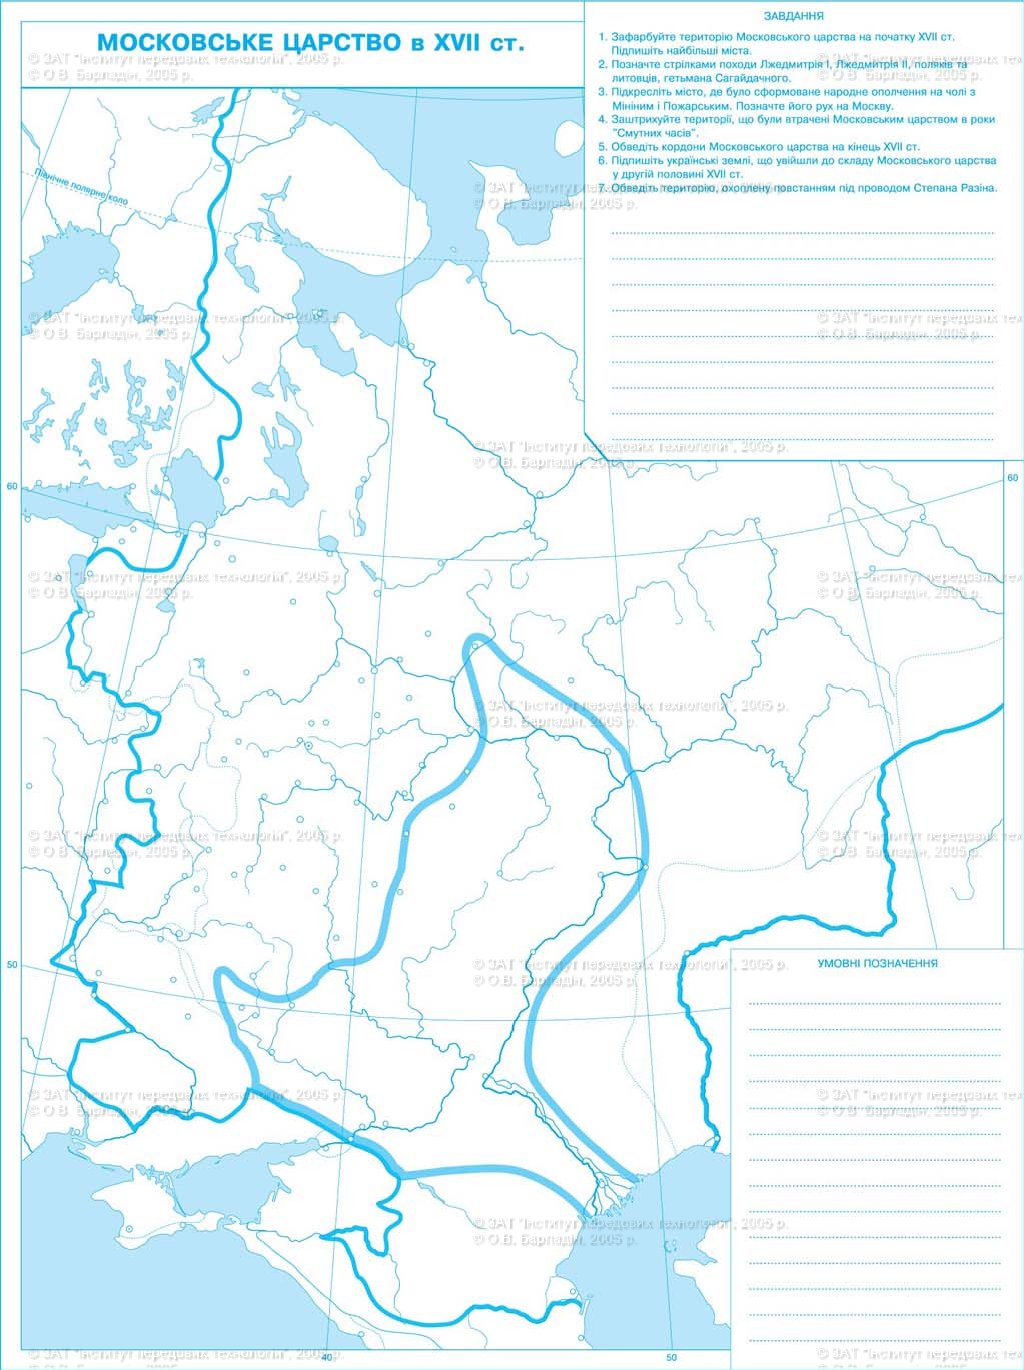 МОСКОВСЬКЕ ЦАРСТВО в XVII ст.
ЗАВДАННЯ
1. Зафарбуйте територію Московського царства на початку XVII ст.
Підпишіть найбільші міста.
2. Позначте стрілками походи Лжедмитрія I, Лжедмитрія II, поляків та
литовців, гетьмана Сагайдачного.
3. Підкресліть місто, де було сформоване народне ополчення на чолі з
Мініним і Пожарським. Позначте його рух на Москву.
4. Заштрихуйте території, що були втрачені Московським царством в роки
"Смутних часів".
5. Обведіть кордони Московського царства на кінець XVII ст.
6. Підпишіть українські землі, що увійшли до складу Московського царства
у другій половині XVII ст.
7. Обведіть територію, охоплену повстанням під проводом Степана Разіна.
Північне полярне коло
60
60
50
УМОВНІ ПОЗНАЧЕННЯ
40
50
© ЗАТ "Інститут передових технологій", 2005 р.
© О.В. Барладін, 2005 р.